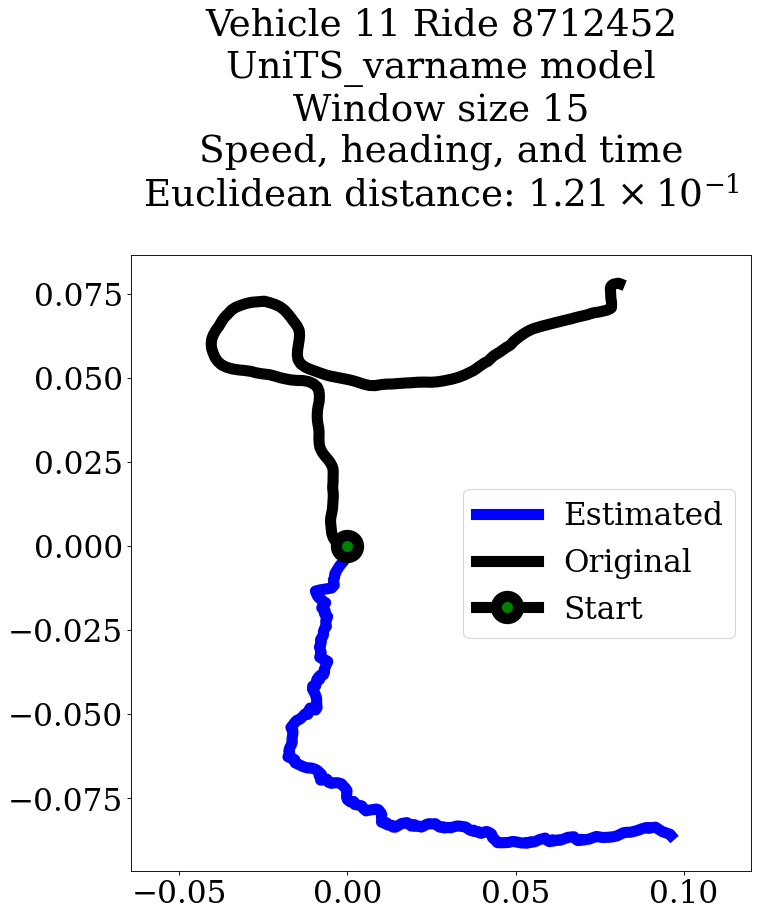 Vehicle 11 Ride 8712452
UniTS_varname model
Window size 15
Speed, heading, and time
Euclidean distance: 1.21 × 10⁻¹
0.075
0.050
0.025
0.000
−0.025
−0.050
−0.075
Estimated
Original
Start
−0.05
0.00
0.05
0.10